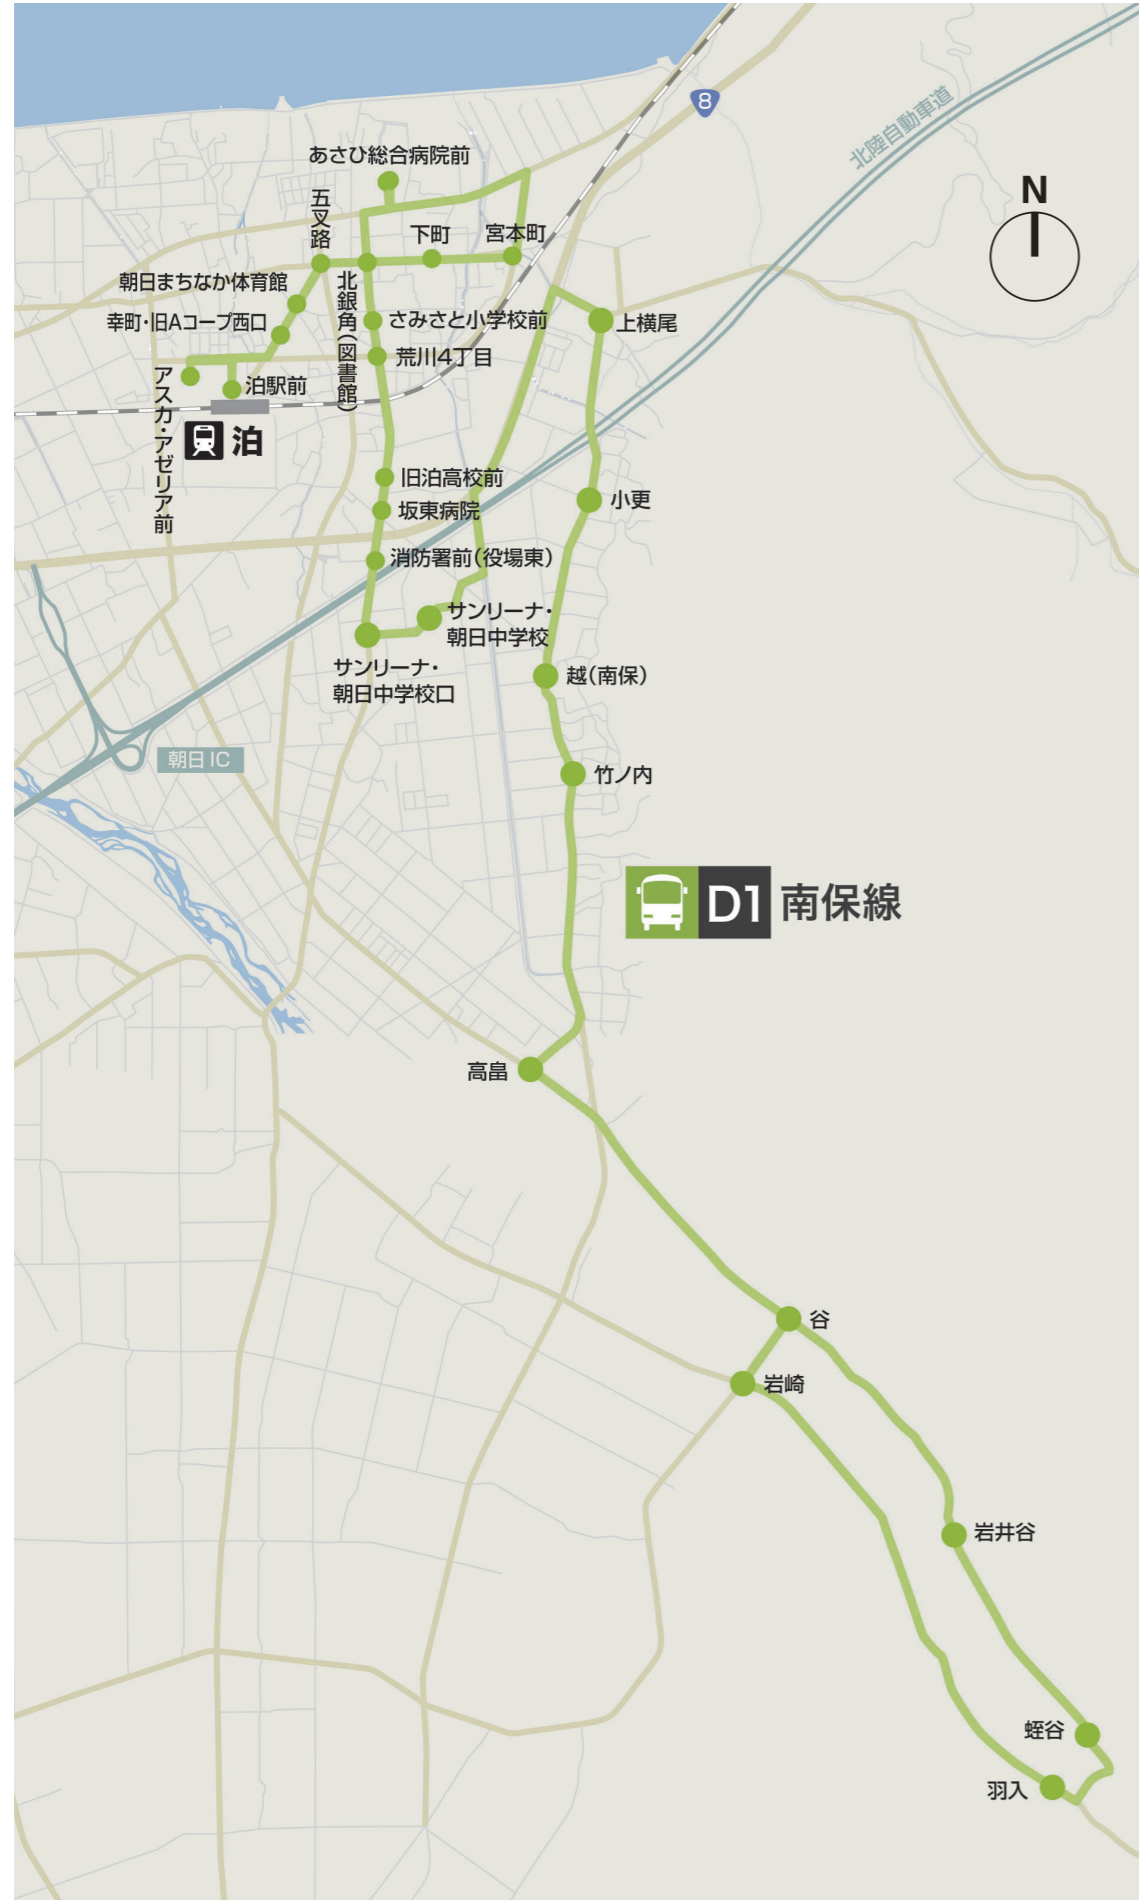 8
北陸自動車道
N
あさひ総合病院前
五叉路
下町
宮本町
朝日まちなか体育館
北銀角(図書館)
幸町・旧Aコープ西口
さみさと小学校前
上横尾
荒川4丁目
アスカ・アゼリア前
泊駅前
泊
旧泊高校前
小更
坂東病院
消防署前(役場東)
サンリーナ・
朝日中学校
サンリーナ・
朝日中学校口
越(南保)
朝日IC
竹ノ内
D1 南保線
高畠
谷
岩崎
岩井谷
蛭谷
羽入